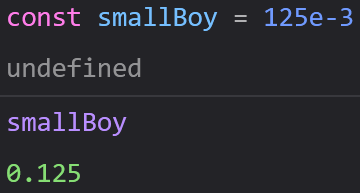 const smallBoy = 125e-3
undefined
smallBoy
0.125